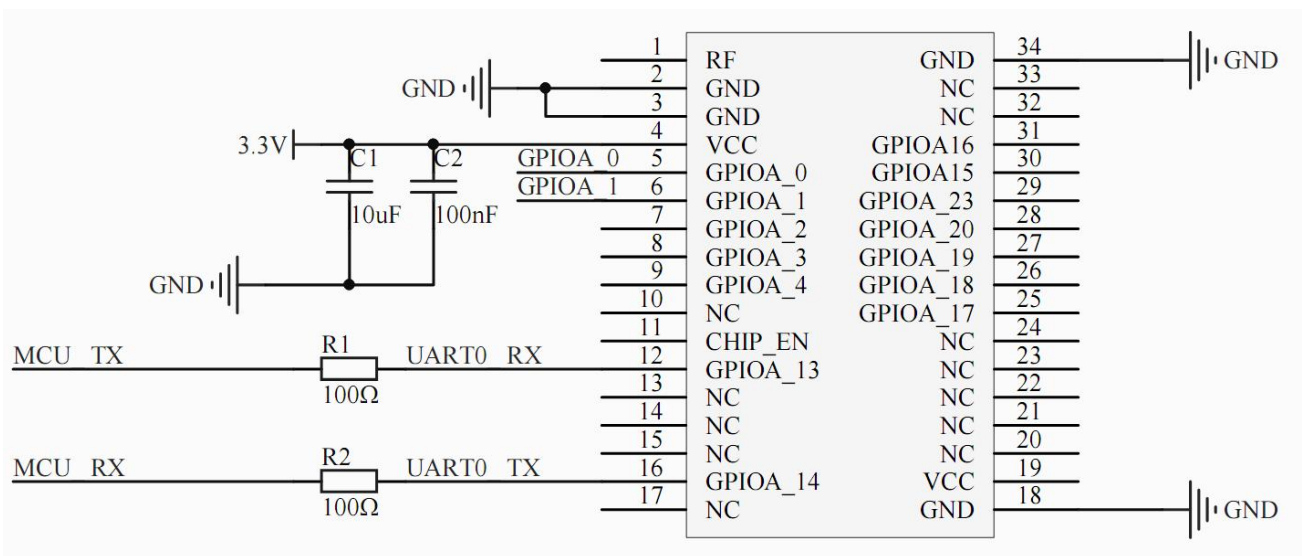 1 RF GND 34
GND 2 GND NC 33 GND
3 GND NC 32
3.3V 4 VCC GPIOA16 31
C1 C2 GPIOA_0 5 GPIOA_0 GPIOA15 30
GPIOA_1 6 GPIOA_1 GPIOA_23 29
10uF 100nF 7 GPIOA_2 GPIOA_20 28
8 GPIOA_3 GPIOA_19 27
GND 9 GPIOA_4 GPIOA_18 26
10 NC GPIOA_17 25
11 CHIP_EN NC 24
MCU_TX R1 UART0_RX 12 GPIOA_13 NC 23
100Ω 13 NC NC 22
14 NC NC 21
15 NC NC 20
MCU_RX R2 UART0_TX 16 GPIOA_14 VCC 19
100Ω 17 NC GND 18 GND